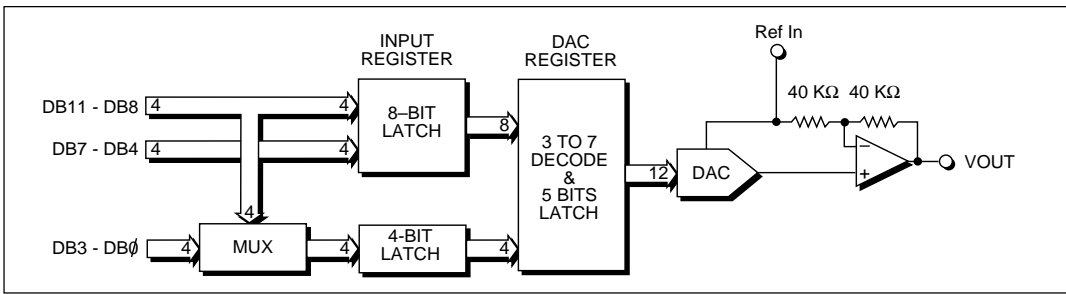 Ref In
INPUT
REGISTER
DAC
REGISTER
40 KΩ 40 KΩ
DB11 - DB8
4
4
8–BIT
LATCH
8
DB7 - DB4
4
4
3 TO 7
DECODE
&
5 BITS
LATCH
12
DAC
–
+
VOUT
4
DB3 - DB0
4
MUX
4
4-BIT
LATCH
4